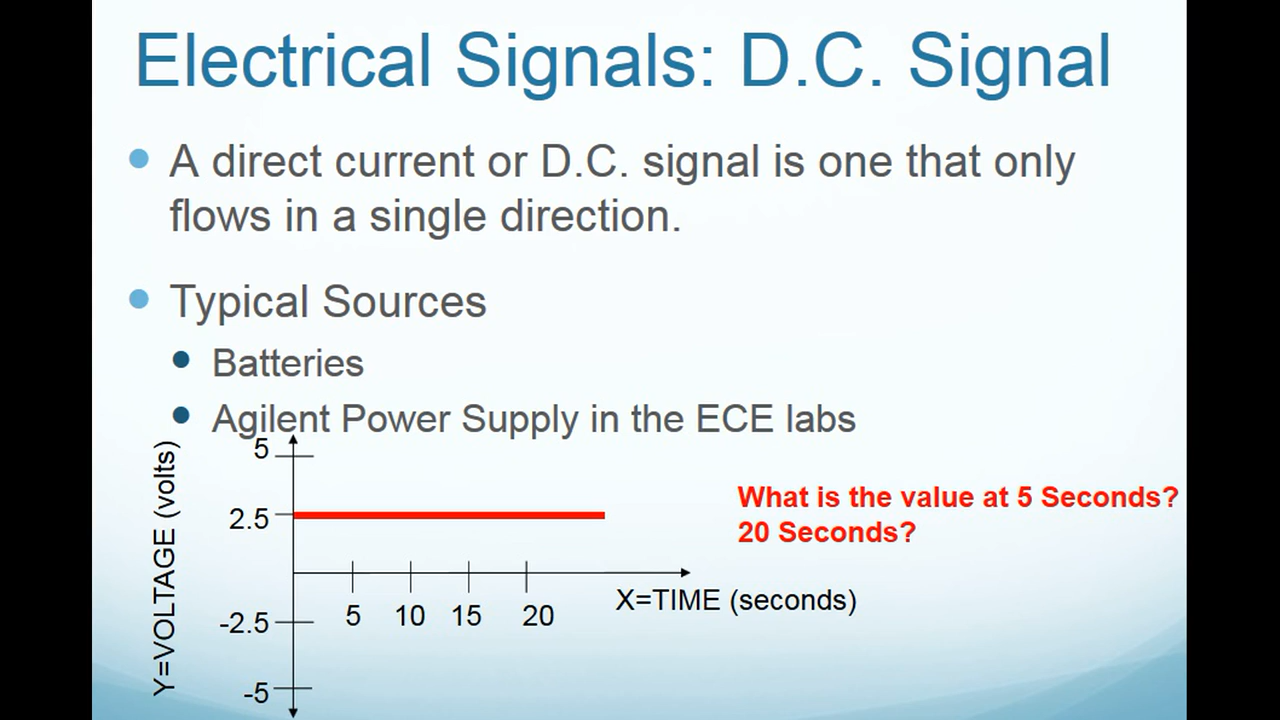 Electrical Signals: D.C. Signal
A direct current or D.C. signal is one that only
flows in a single direction.
Typical Sources
Batteries
Agilent Power Supply in the ECE labs
Y=VOLTAGE (volts)
5
2.5
-2.5
-5
5 10 15 20
X=TIME (seconds)
What is the value at 5 Seconds?
20 Seconds?